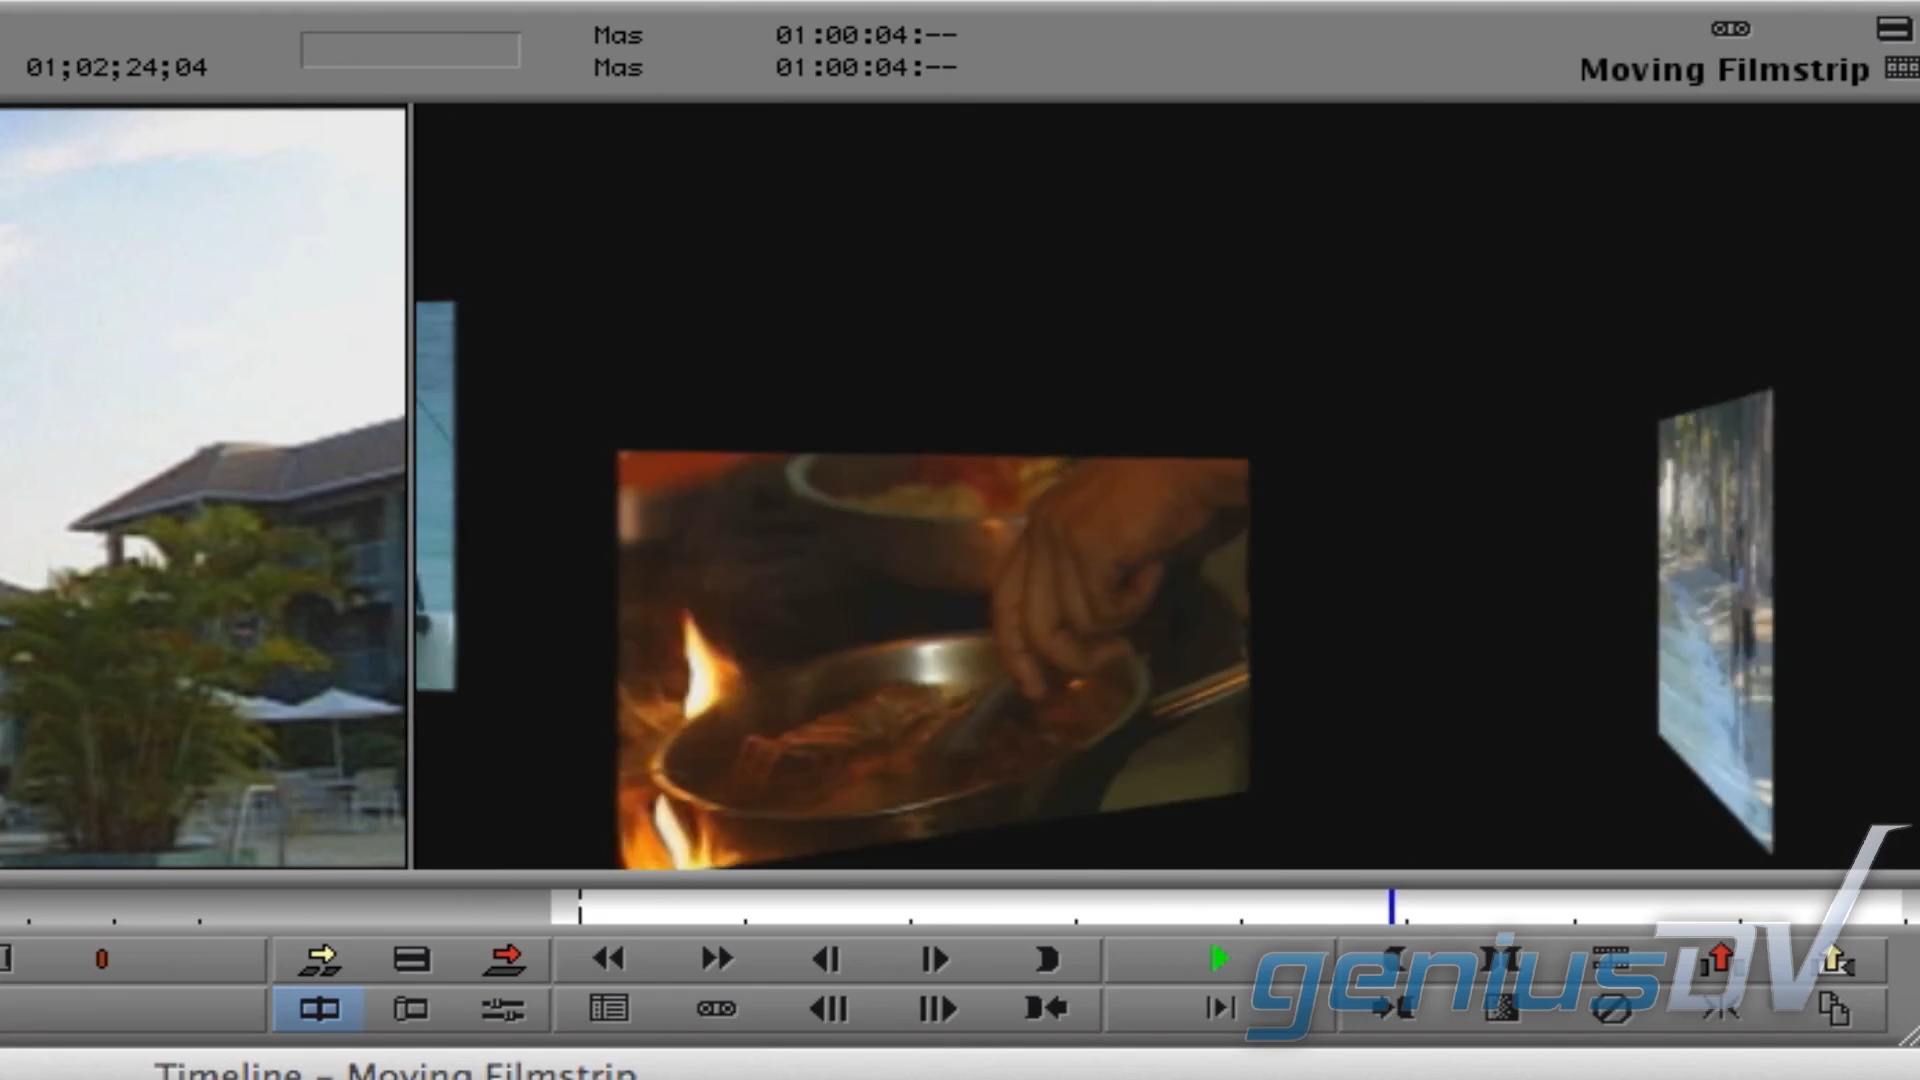 Mas 01:00:04:--
01;02;24;04 Mas 01:00:04:--
Moving Filmstrip
geniusDV
Timeline - Moving Filmstrip